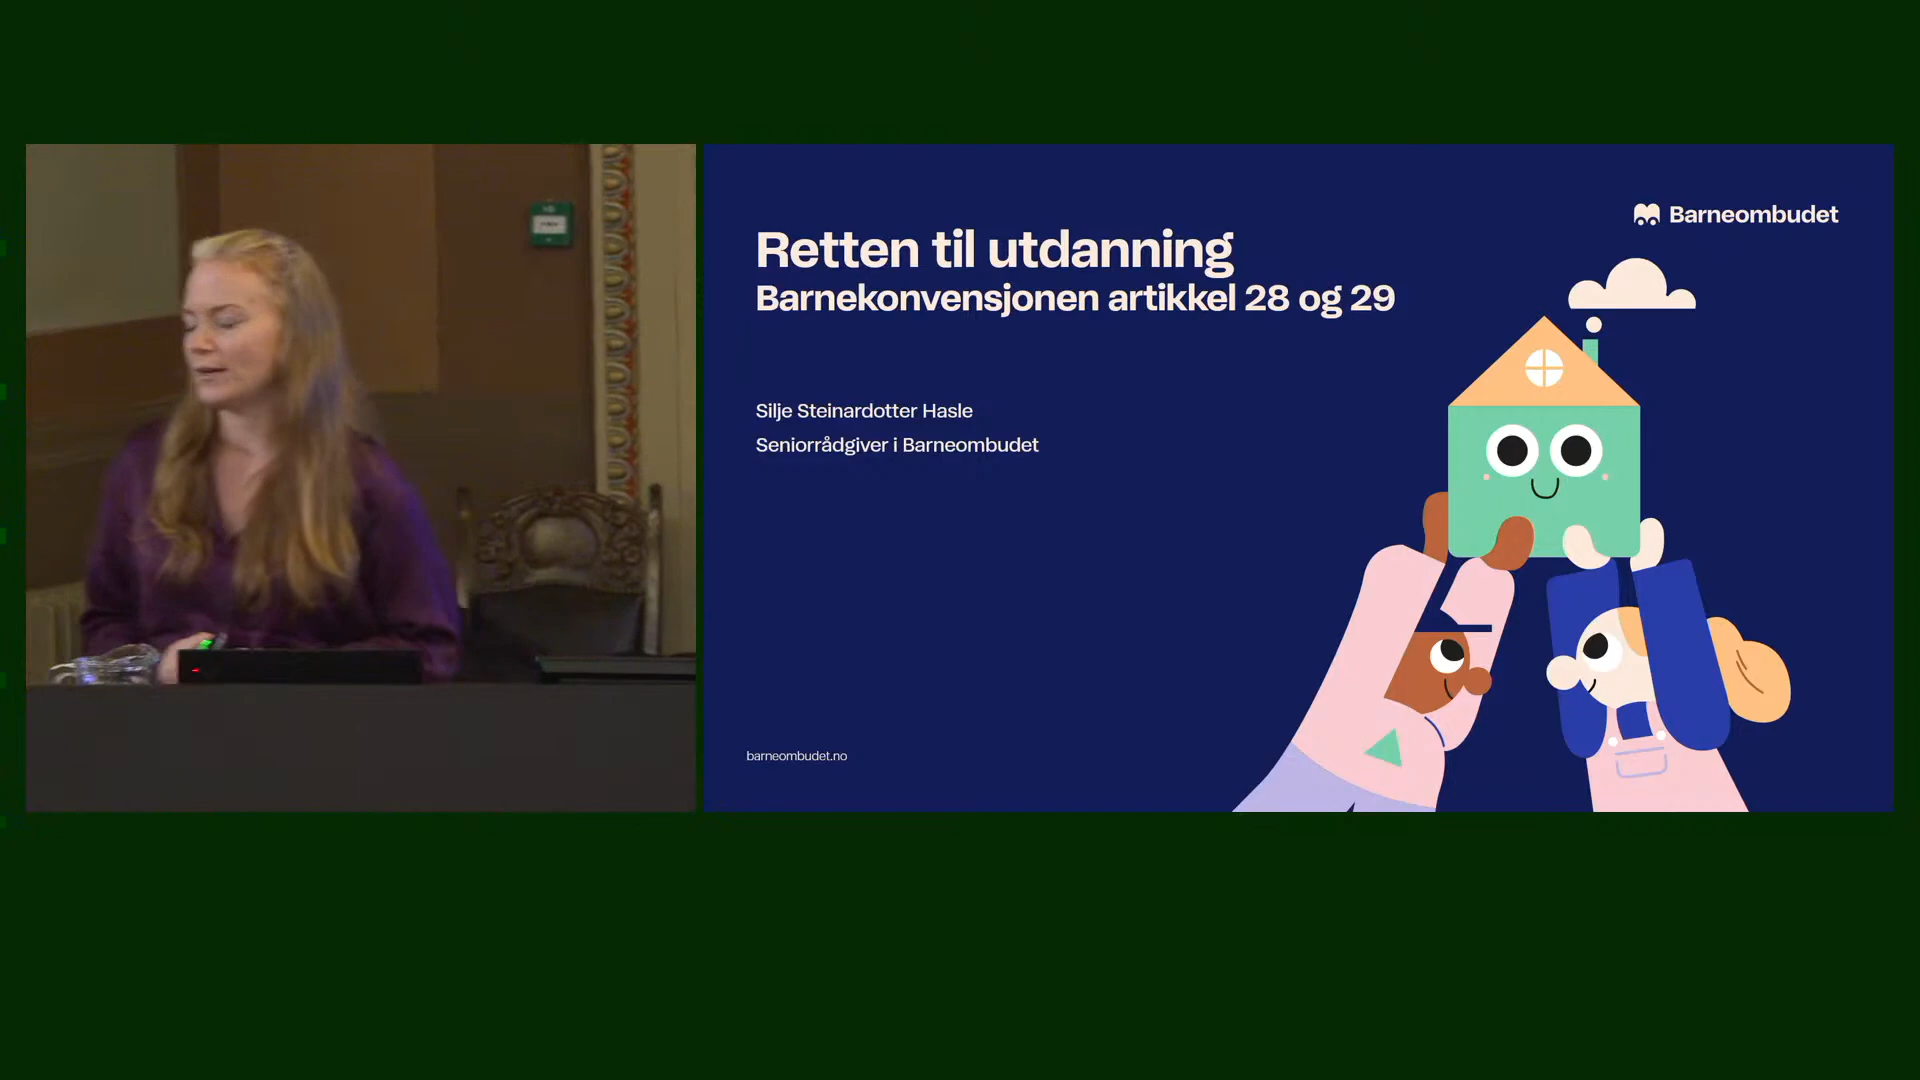 Barneombudet
Retten til utdanning
Barnekonvensjonen artikkel 28 og 29
Silje Steinardotter Hasle
Seniorrådgiver i Barneombudet
barneombudet.no